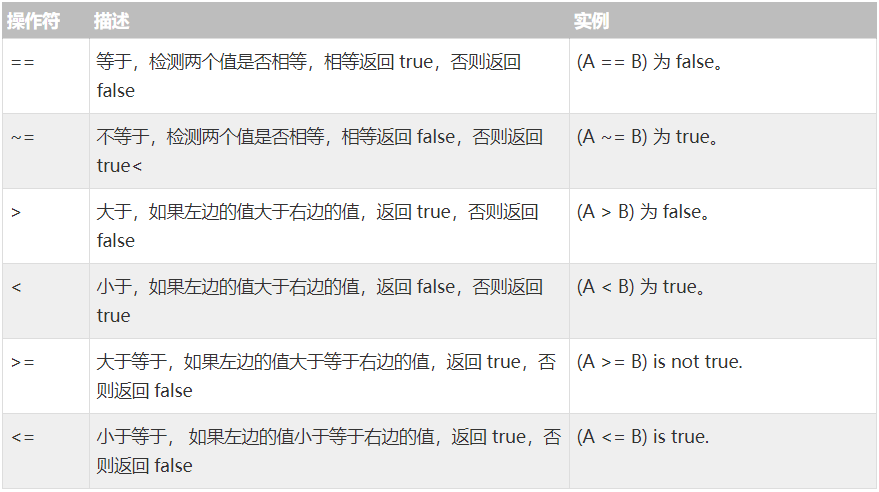 操作符 描述 实例
== 等于，检测两个值是否相等，相等返回 true，否则返回 (A == B) 为 false。
false
~= 不等于，检测两个值是否相等，相等返回 false，否则返回 (A ~= B) 为 true。
true<
> 大于，如果左边的值大于右边的值，返回 true，否则返回 (A > B) 为 false。
false
< 小于，如果左边的值大于右边的值，返回 false，否则返回 (A < B) 为 true。
true
>= 大于等于，如果左边的值大于等于右边的值，返回 true，否 (A >= B) is not true.
则返回 false
<= 小于等于， 如果左边的值小于等于右边的值，返回 true，否 (A <= B) is true.
则返回 false